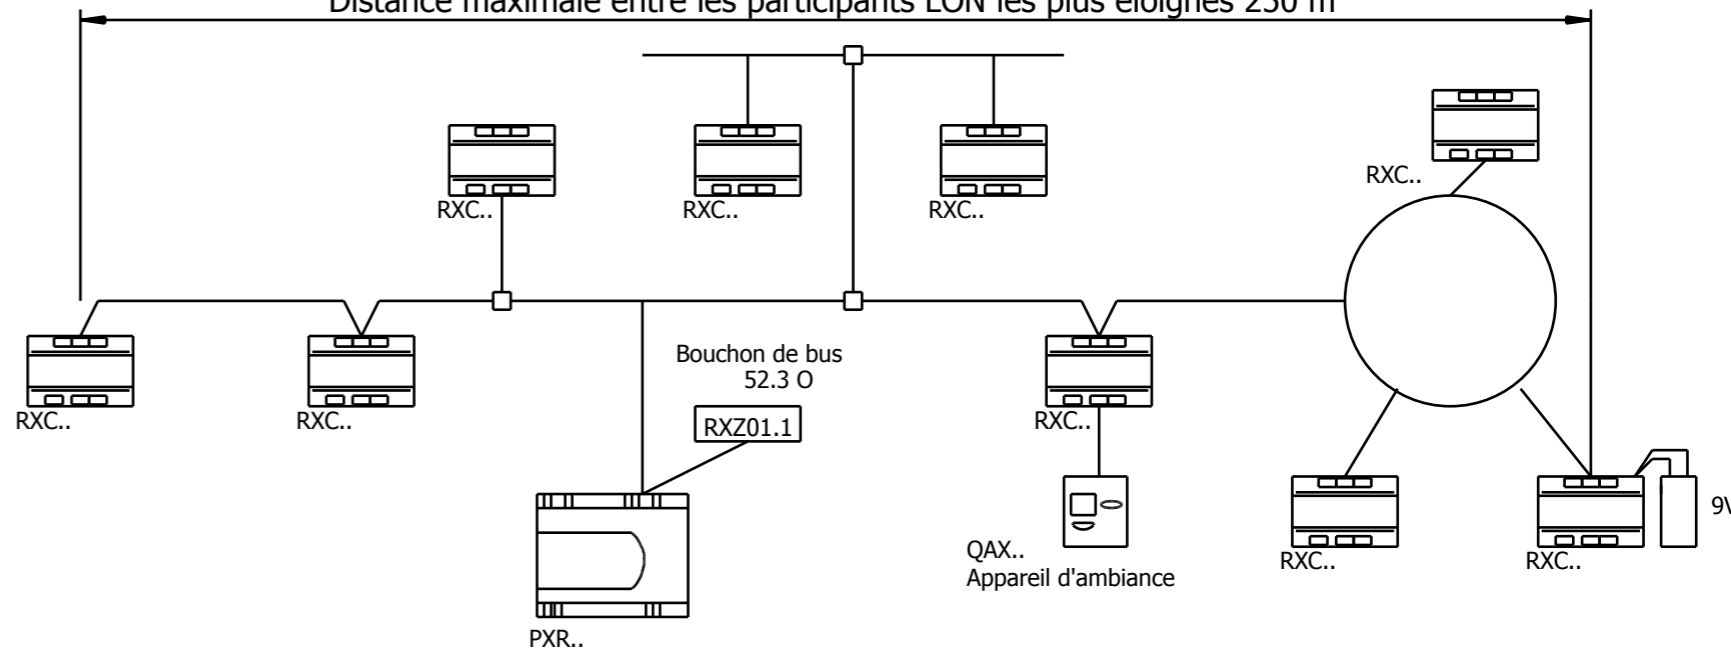 Distance maximale entre les participants LON les plus éloignés 250 m
RXC..
RXC..
RXC..
RXC..
RXC..
RXC..
Bouchon de bus
52.3 O
RXZ01.1
RXC..
QAX..
Appareil d'ambiance
RXC..
RXC..
9V
PXR..